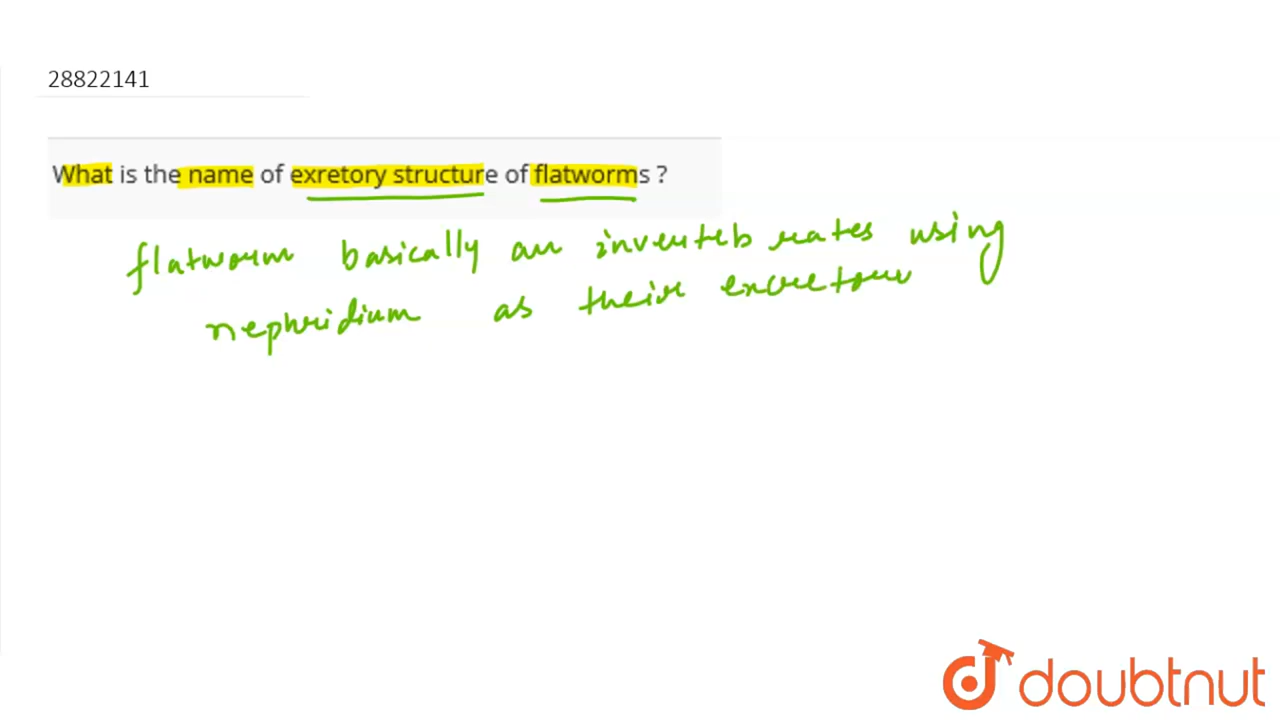 28822141
What is the name of exretory structure of flatworms ?
flatworm basically an invertebrates using
nephridium as their excretory
doubtnut